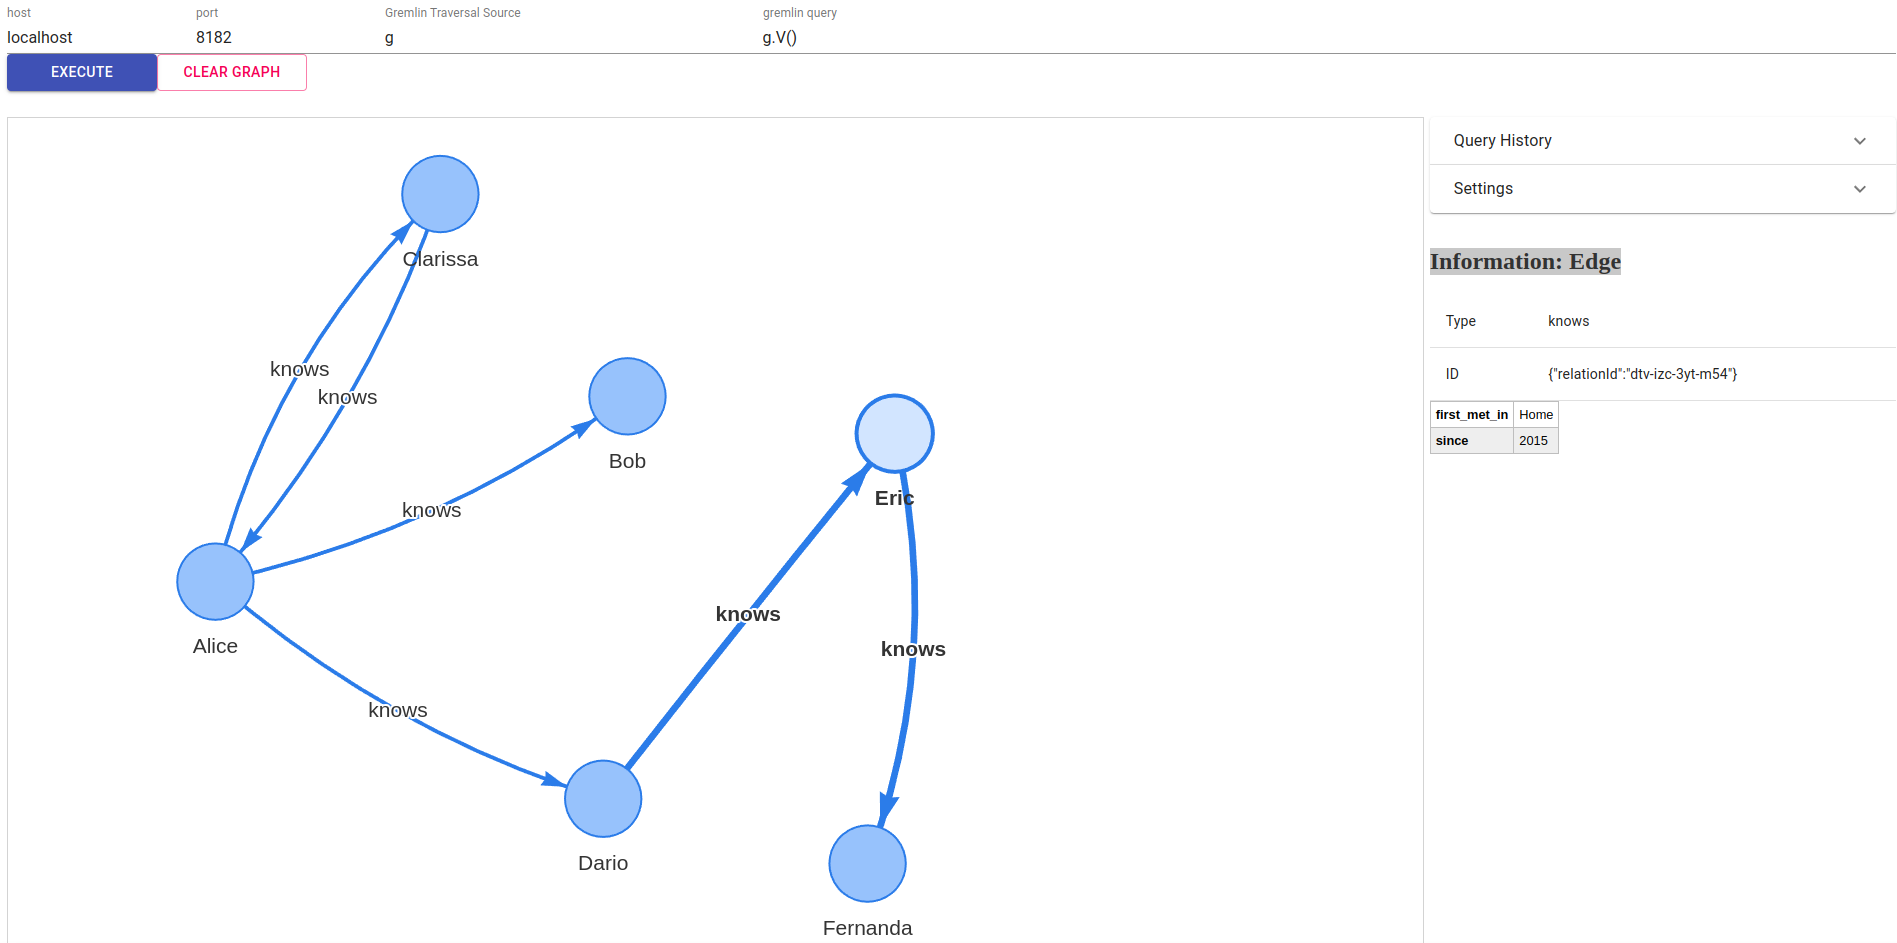 host port Gremlin Traversal Source gremlin query
localhost 8182 g g.V()
EXECUTE CLEAR GRAPH
Query History
Settings
Information: Edge
Type knows
ID {"relationId":"dtv-izc-3yt-m54"}
first_met_in Home
since 2015
Clarissa
knows
knows
Bob
Eric
knows
Alice
knows
knows
knows
Dario
Fernanda